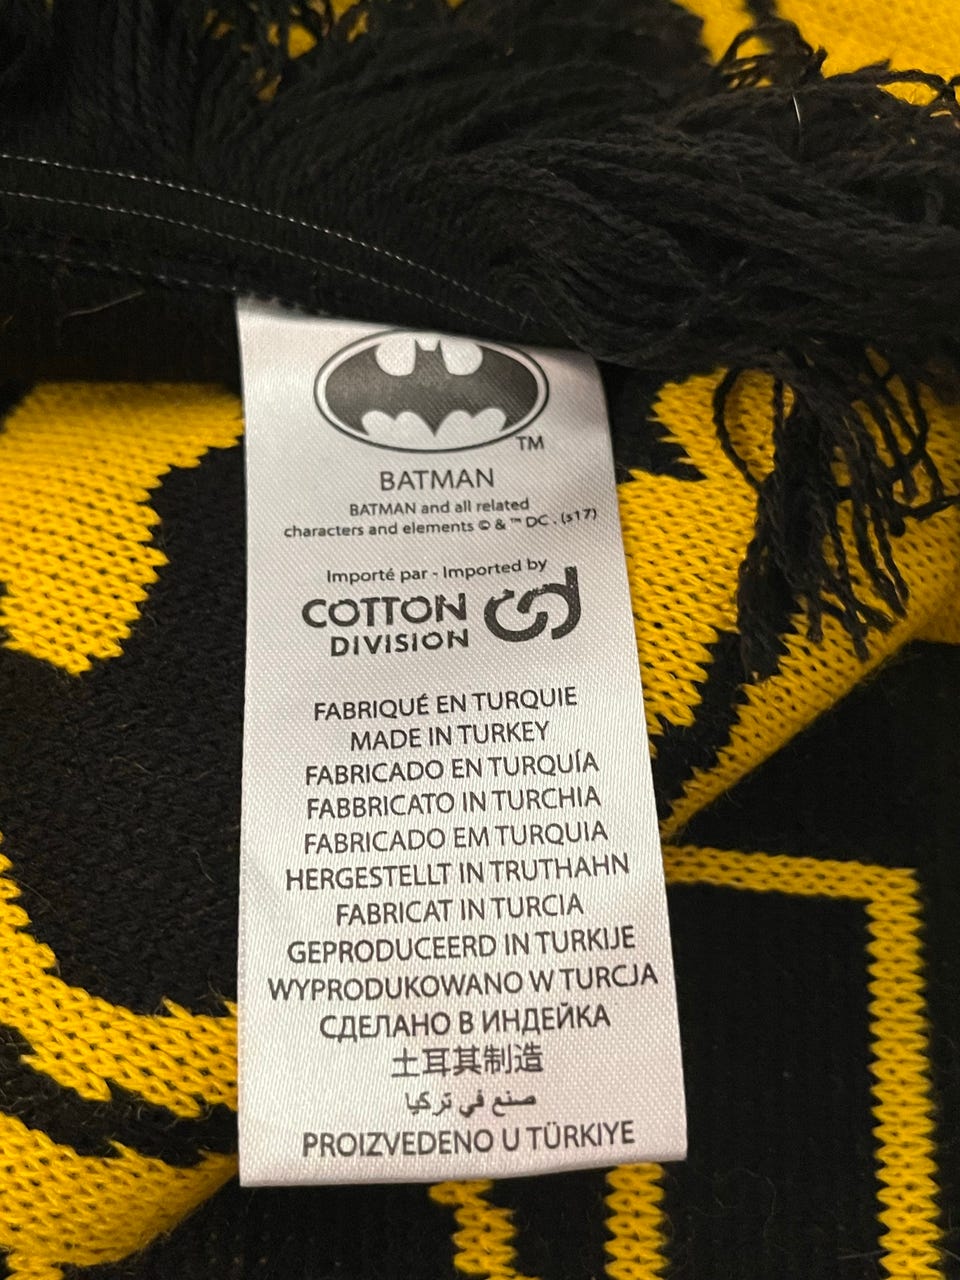 TM
BATMAN
BATMAN and all related
characters and elements © & ™ DC . (s17)
Importé par - Imported by
COTTON
DIVISION
FABRIQUÉ EN TURQUIE
MADE IN TURKEY
FABRICADO EN TURQUÍA
FABBRICATO IN TURCHIA
FABRICADO EM TURQUIA
HERGESTELLT IN TRUTHAHN
FABRICAT IN TURCIA
GEPRODUCEERD IN TURKIJE
WYPRODUKOWANO W TURCJA
СДЕЛАНО В ИНДЕЙКА
土耳其制造
صنع في تركيا
PROIZVEDENO U TÜRKIYE